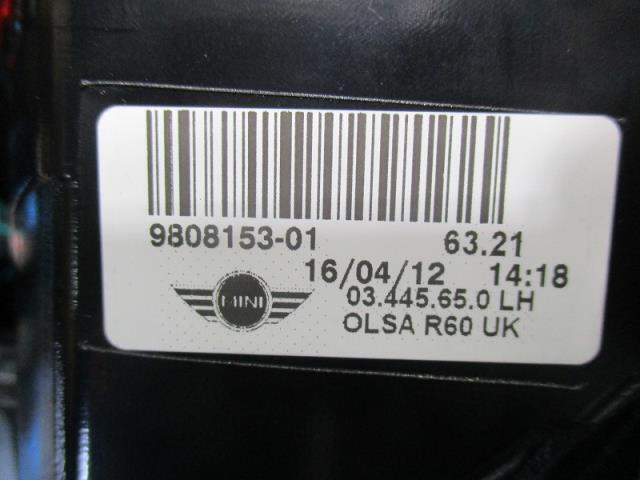 9808153-01 63.21
16/04/12 14:18
MINI
03.445.65.0 LH
OLSA R60 UK